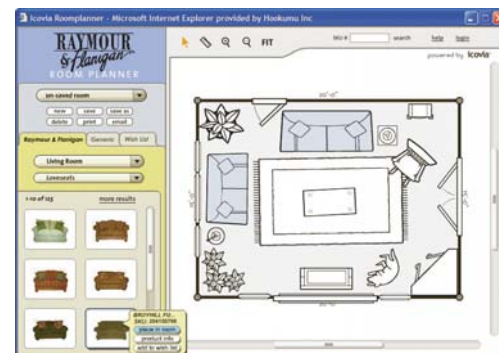 Icovia Roomplanner - Microsoft Internet Explorer provided by Hookumu Inc
RAYMOUR
& Flanigan
ROOM PLANNER
FIT
search
help
login
powered by icovia
un-saved room
new
save
save as
delete
print
email
Raymour & Flanigan
Generic
Wish List
Living Room
Loveseats
1-10 of 125
more results
BROYHILL FU...
place in room
product info
add to wish list